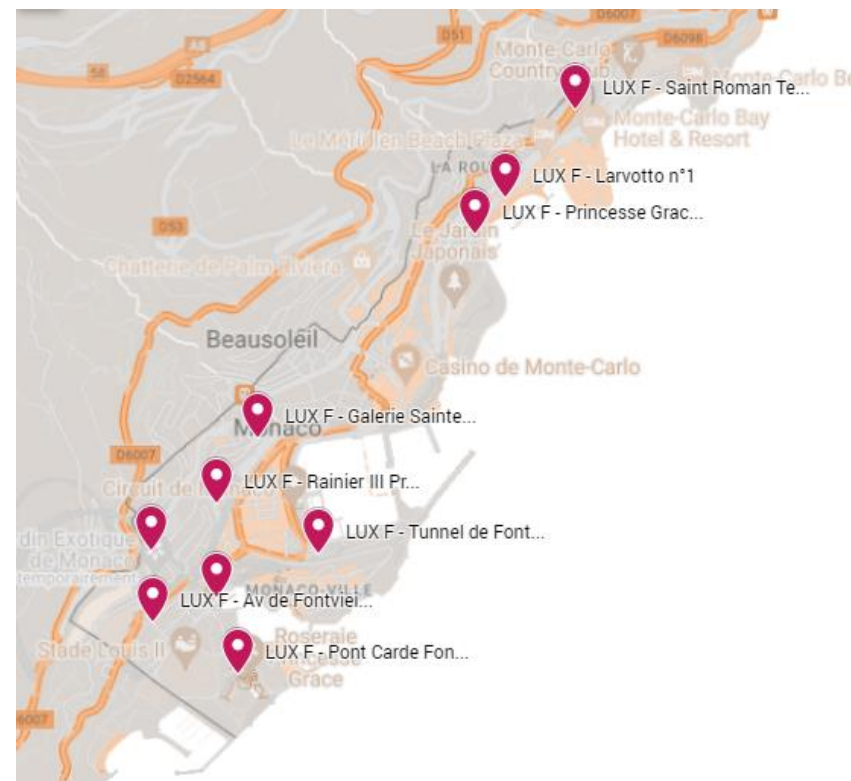 D6007
D51
A8
Monte-Carlo
Country Club
D6098
58
D2564
LUX F - Saint Roman Te...
Monte-Carlo B
Monte-Carlo Bay
Hotel & Resort
Le Méridien Beach Plaza
LA ROU
LUX F - Larvotto n°1
LUX F - Princesse Grac...
D53
Le Jardin
Japonais
Chatterie de Palm Riviera
Beausoleil
Casino de Monte-Carlo
LUX F - Galerie Sainte...
Monaco
D6007
Circuit de Monaco
LUX F - Rainier III Pr...
LUX F - Tunnel de Font...
din Exotique
de Monaco
temporairement
MONACO-VILLE
LUX F - Av de Fontviei...
Stade Louis II
Roseraie
Princesse
Grace
LUX F - Pont Carde Fon...
6007